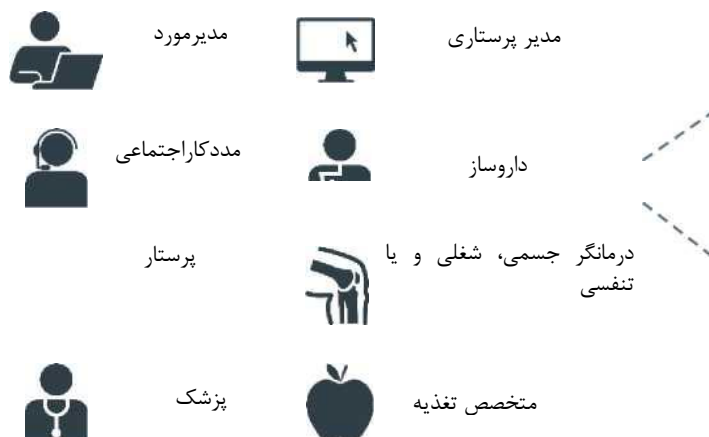 مدیر پرستاری
مدیرمورد
داروساز
مددکاراجتماعی
درمانگر جسمی، شغلی و یا
تنفسی
پرستار
متخصص تغذیه
پزشک